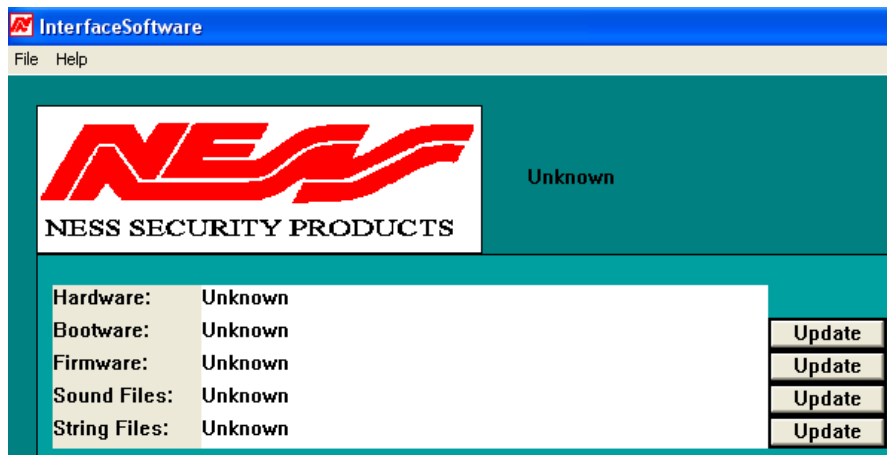 InterfaceSoftware
File Help
NESS
NESS SECURITY PRODUCTS
Unknown
Hardware: Unknown
Bootware: Unknown Update
Firmware: Unknown Update
Sound Files: Unknown Update
String Files: Unknown Update